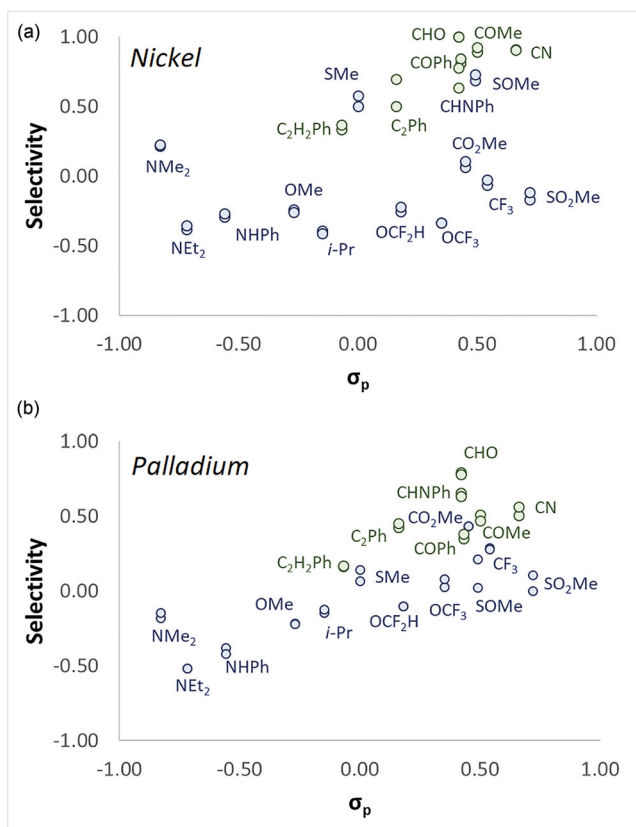 (a)
Nickel
1.00
0.50
0.00
-0.50
-1.00
Selectivity
CHO
COMe
CN
COPh
SOMe
SMe
CHNPh
C₂H₂Ph
C₂Ph
CO₂Me
NMe₂
OMe
CF₃
SO₂Me
NEt₂
NHPh
i-Pr
OCF₂H
OCF₃
-1.00 -0.50 0.00 0.50 1.00
σₚ
(b)
Palladium
1.00
0.50
0.00
-0.50
-1.00
Selectivity
CHO
CHNPh
CN
CO₂Me
C₂Ph
COMe
COPh
CF₃
C₂H₂Ph
SMe
SO₂Me
OMe
OCF₃
SOMe
i-Pr
OCF₂H
NMe₂
NHPh
NEt₂
-1.00 -0.50 0.00 0.50 1.00
σₚ